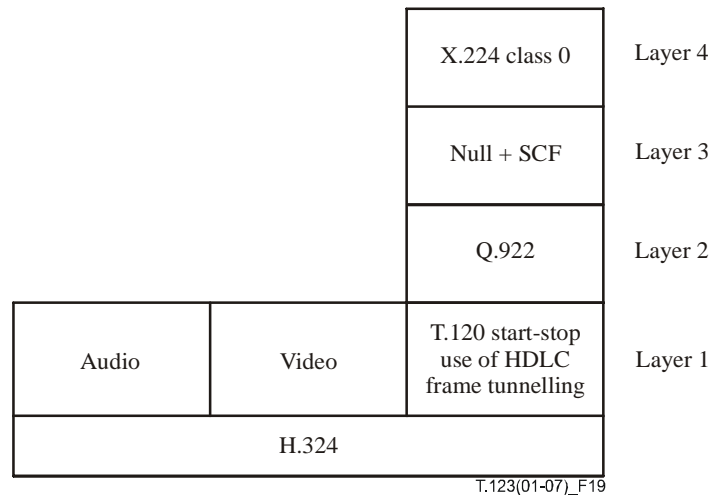 X.224 class 0
Layer 4
Null + SCF
Layer 3
Q.922
Layer 2
Audio
Video
T.120 start-stop
use of HDLC
frame tunnelling
Layer 1
H.324
T.123(01-07)_F19